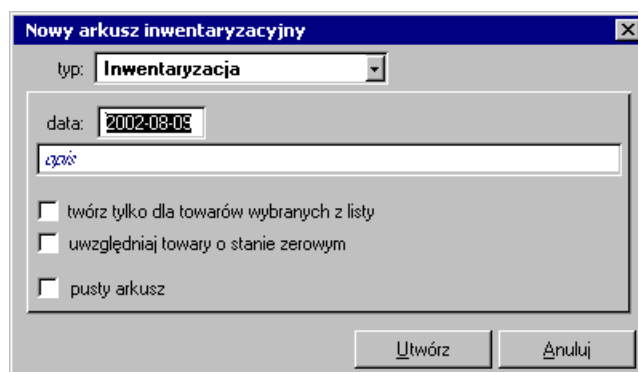 Nowy arkusz inwentaryzacyjny
typ: Inwentaryzacja
data: 2002-08-09
opis
twórz tylko dla towarów wybranych z listy
uwzględniaj towary o stanie zerowym
pusty arkusz
Utwórz Anuluj